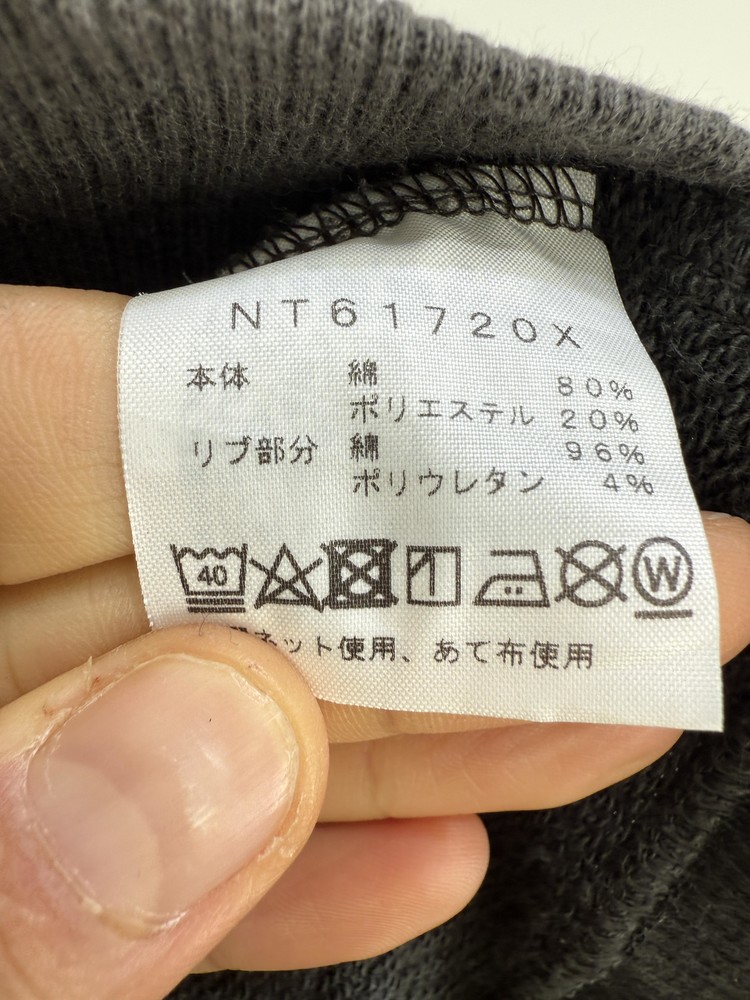 NT61720X
本体 綿 80%
ポリエステル 20%
リブ部分 綿 96%
ポリウレタン 4%
40 W
ネット使用、あて布使用